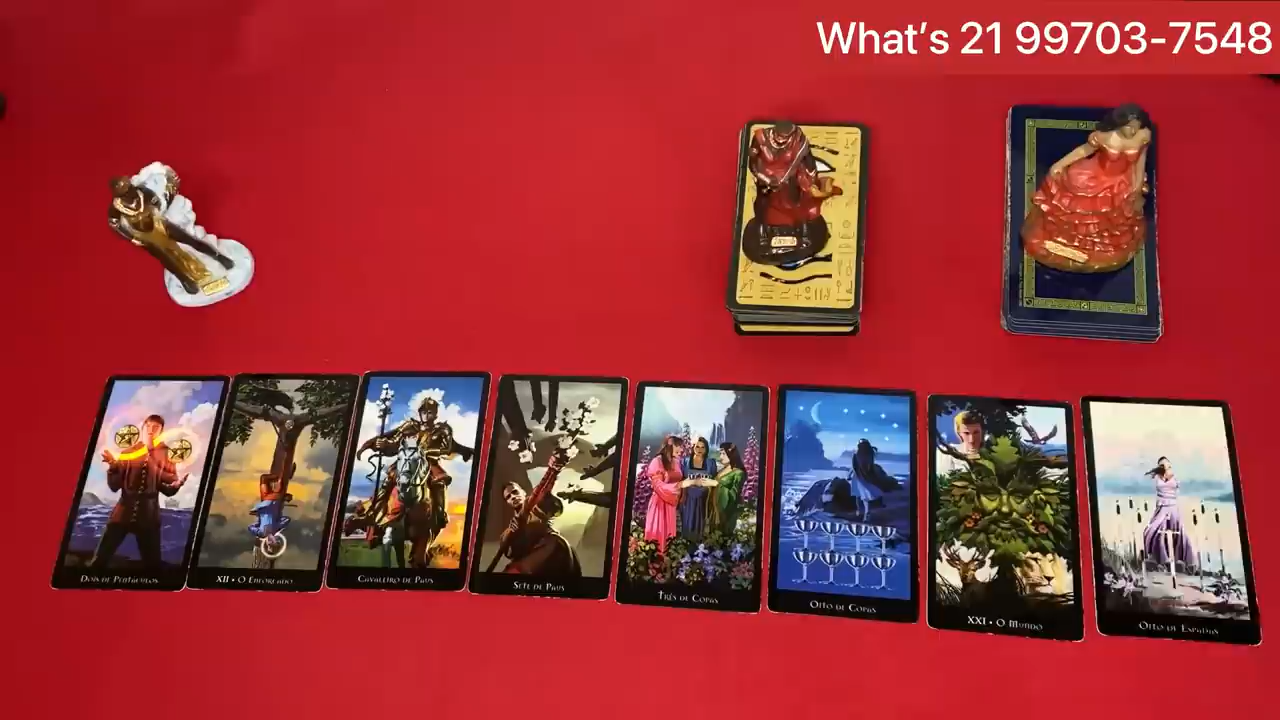 What's 21 99703-7548
Dois de Pentáculos
XII • O Enforcado
Cavaleiro de Paus
Sete de Paus
Três de Copas
Oito de Copas
XXI • O Mundo
Oito de Espadas